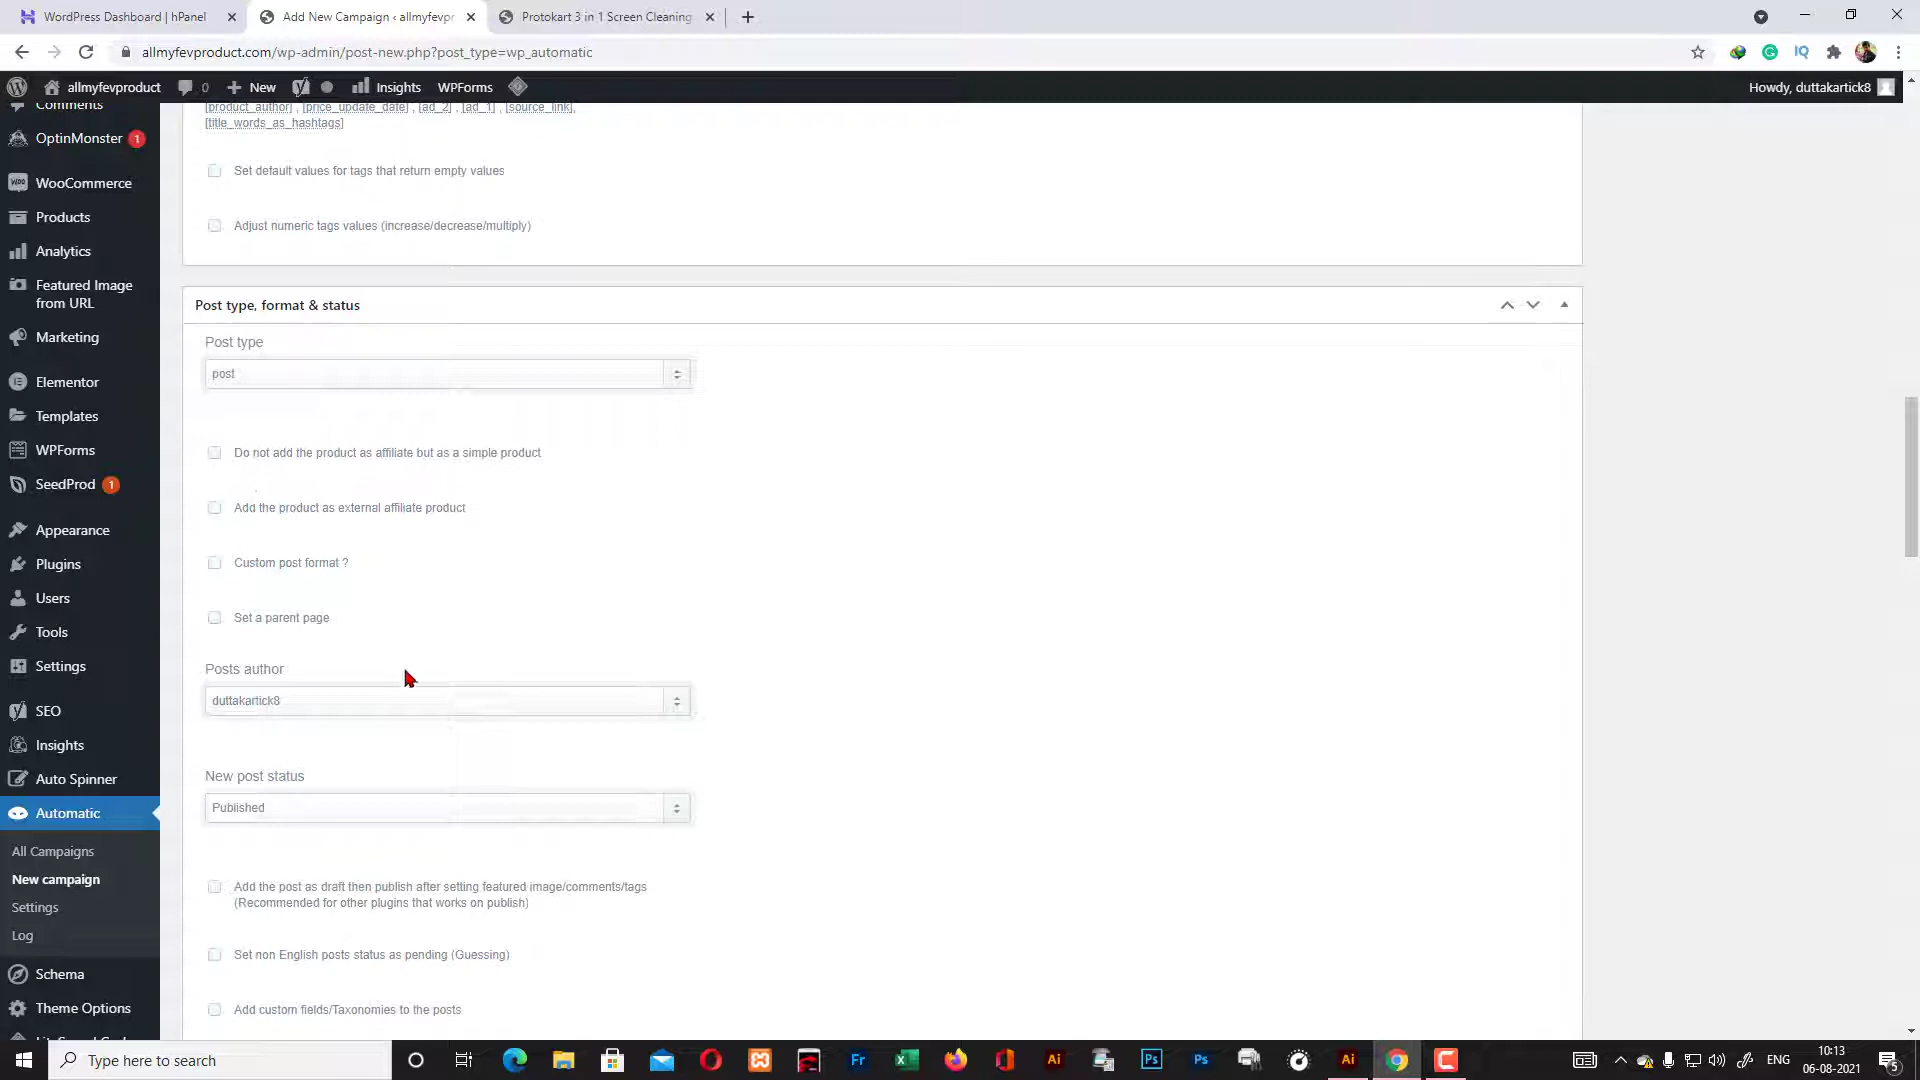 WordPress Dashboard | hPanel
Add New Campaign ‹ allmyfevpr
Protokart 3 in 1 Screen Cleaning
allmyfevproduct.com/wp-admin/post-new.php?post_type=wp_automatic
allmyfevproduct
0
New
Insights
WPForms
Howdy, duttakartick8
Comments
OptinMonster 1
WooCommerce
Products
Analytics
Featured Image
from URL
Marketing
Elementor
Templates
WPForms
SeedProd 1
Appearance
Plugins
Users
Tools
Settings
SEO
Insights
Auto Spinner
Automatic
All Campaigns
New campaign
Settings
Log
Schema
Theme Options
[product_author] , [price_update_date] , [ad_2] , [ad_1] , [source_link],
[title_words_as_hashtags]
Set default values for tags that return empty values
Adjust numeric tags values (increase/decrease/multiply)
Post type, format & status
Post type
post
Do not add the product as affiliate but as a simple product
Add the product as external affiliate product
Custom post format ?
Set a parent page
Posts author
duttakartick8
New post status
Published
Add the post as draft then publish after setting featured image/comments/tags
(Recommended for other plugins that works on publish)
Set non English posts status as pending (Guessing)
Add custom fields/Taxonomies to the posts
Type here to search
ENG
10:13
06-08-2021
5